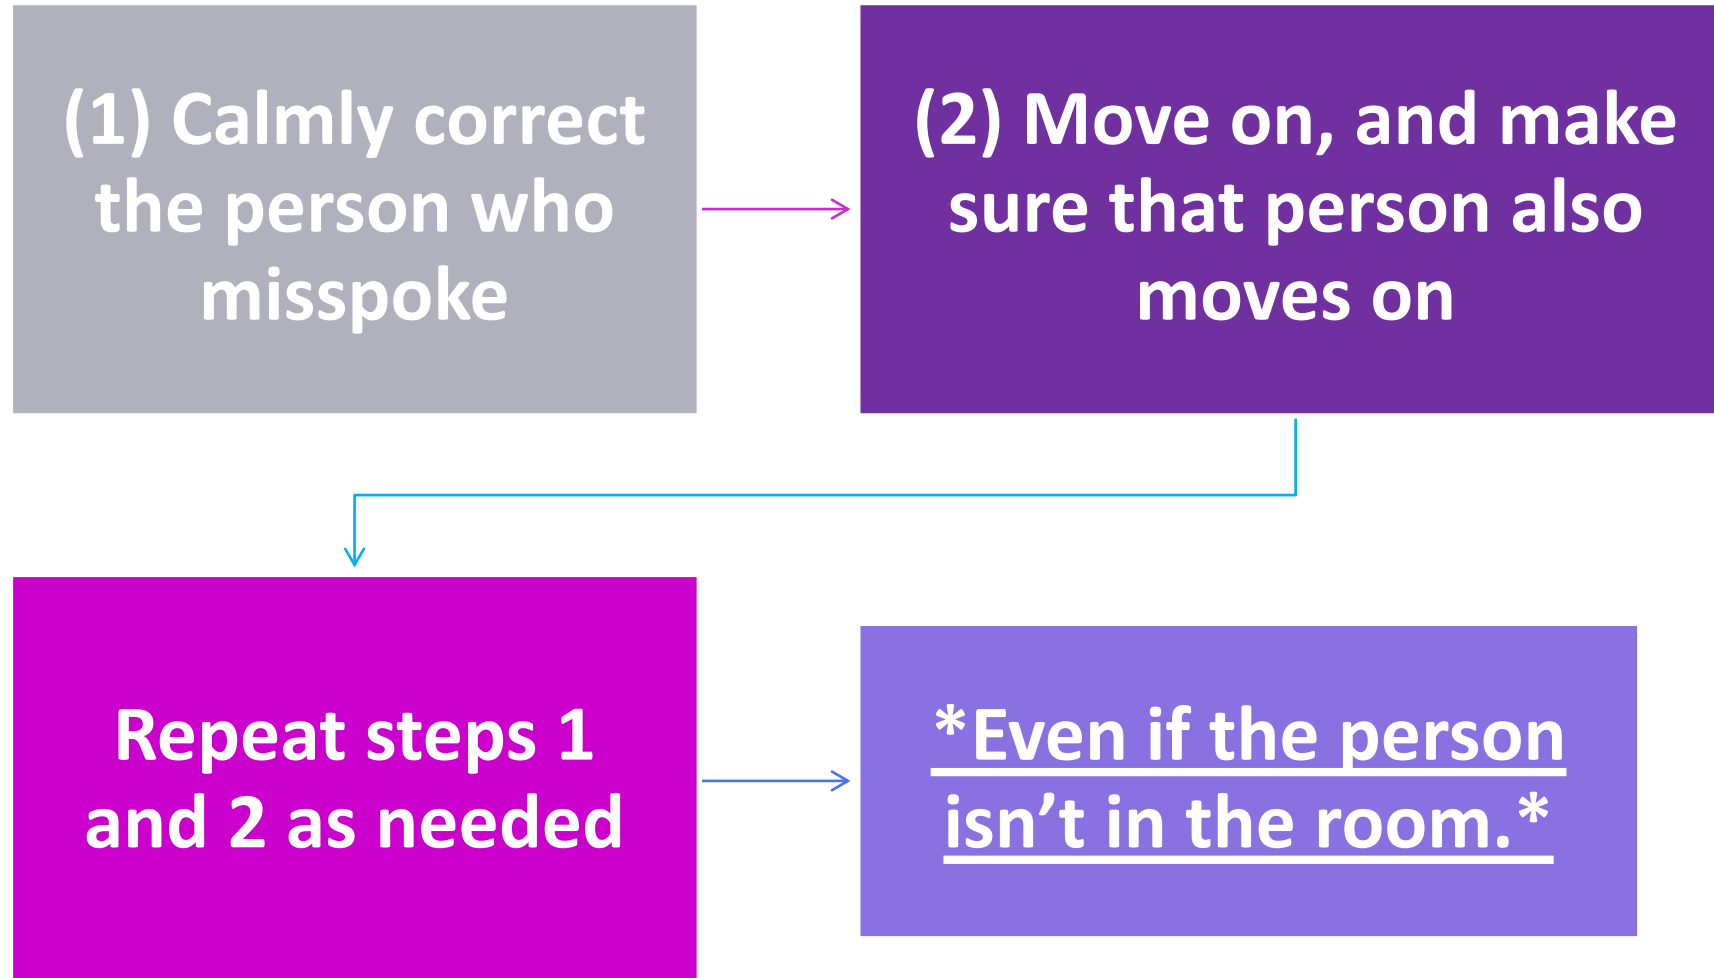 (1) Calmly correct
the person who
misspoke
(2) Move on, and make
sure that person also
moves on
Repeat steps 1
and 2 as needed
*Even if the person
isn’t in the room.*